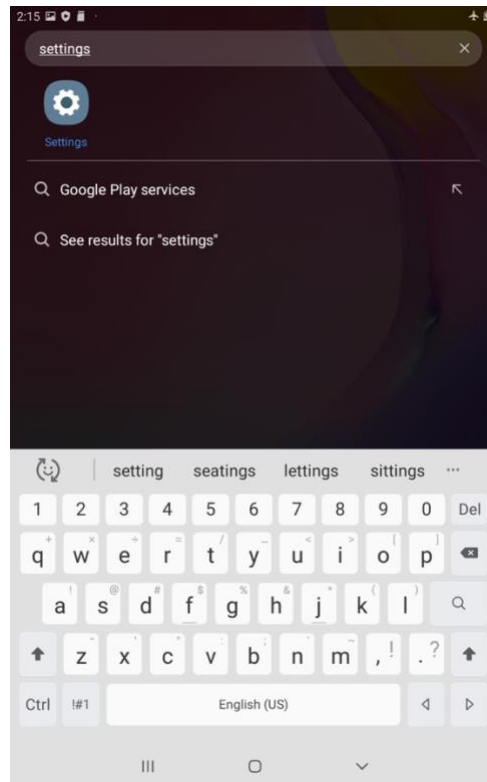 2:15
settings
Settings
Google Play services
See results for "settings"
setting seatings lettings sittings ...
1 2 3 4 5 6 7 8 9 0 Del
q w e r t y u i o p
a s d f g h j k l
z x c v b n m , ! . ?
Ctrl !#1 English (US)